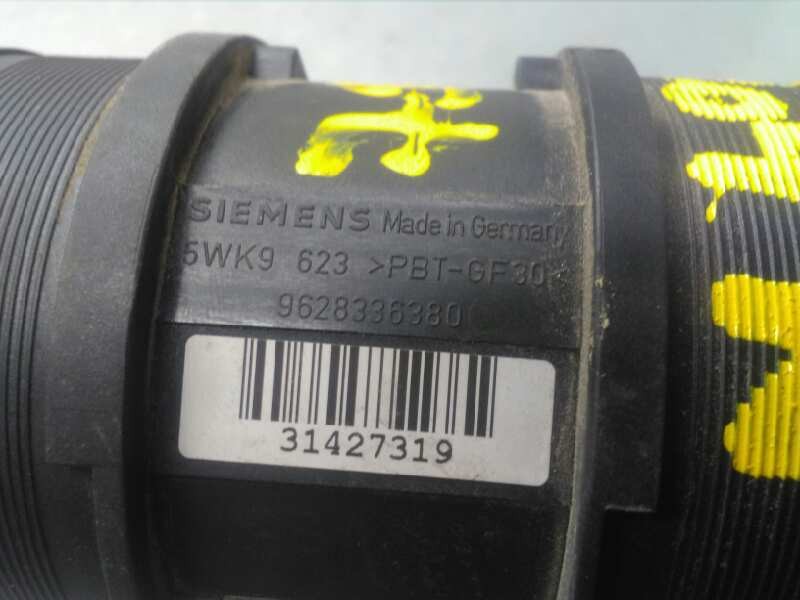 SIEMENS Made in Germany
5WK9 623 >PBT-GF30<
9628336380
31427319